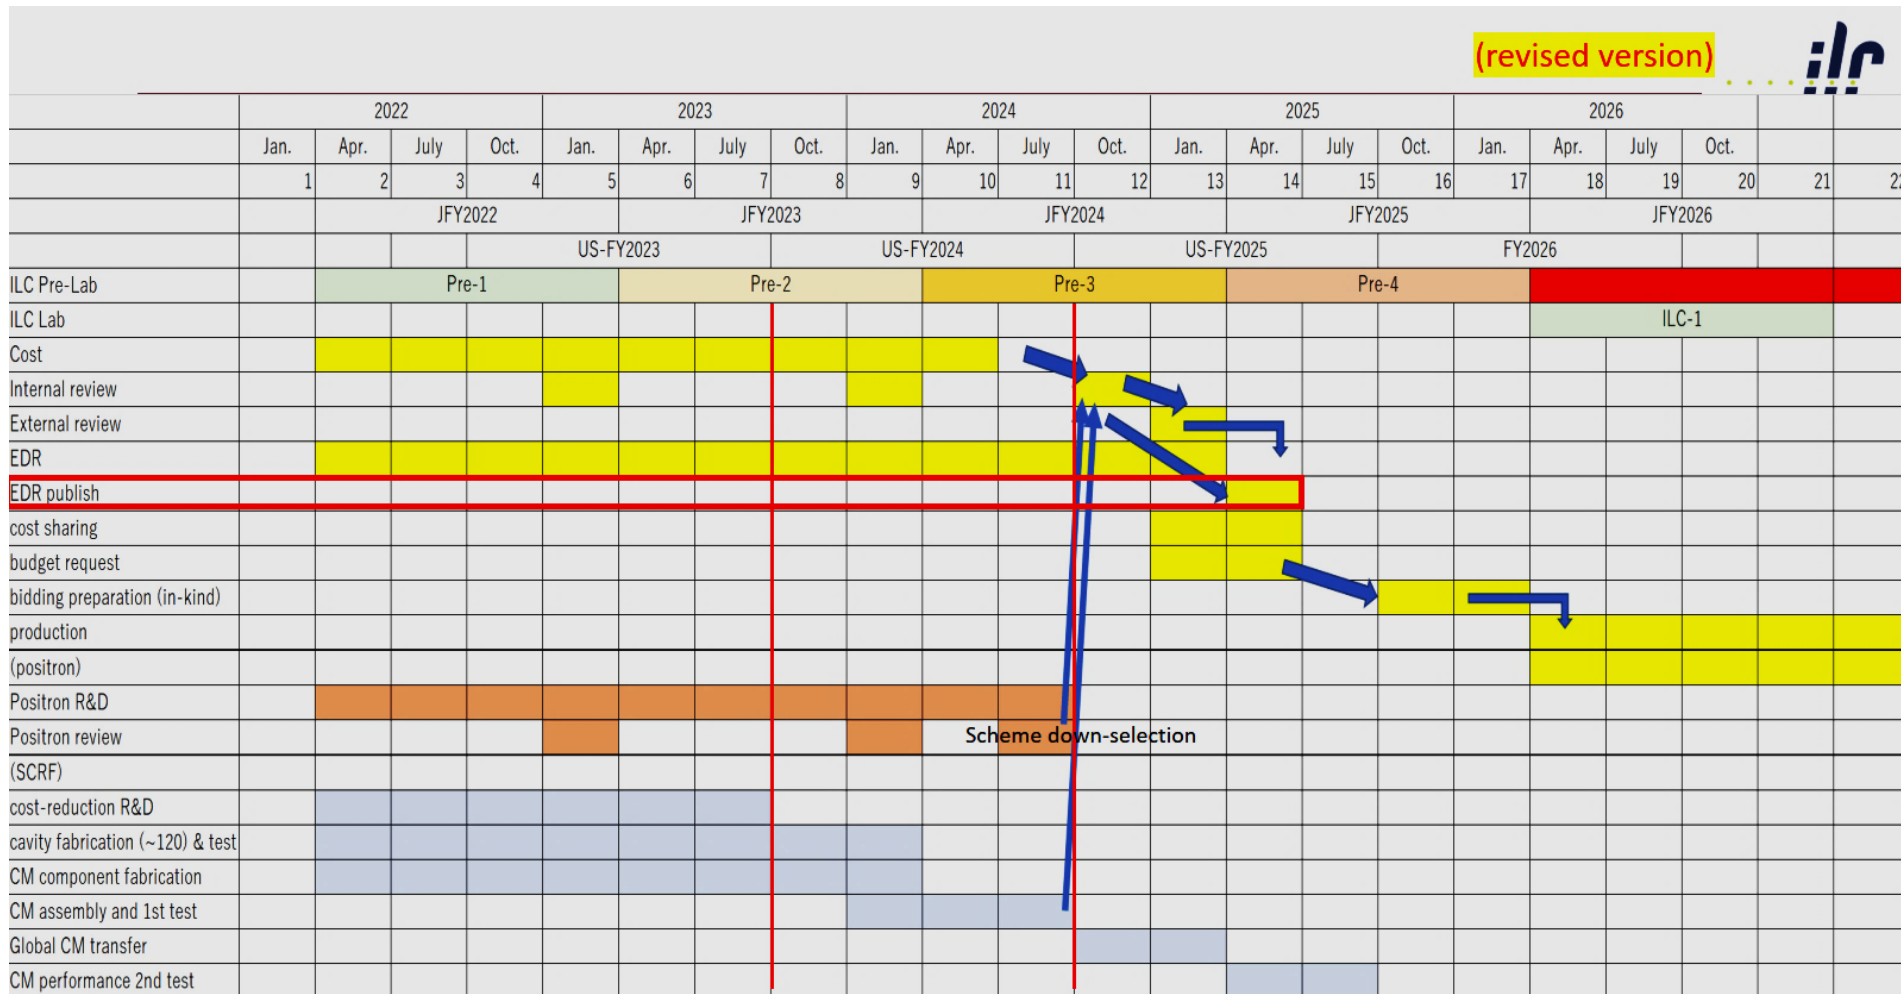 (revised version)
ilc
2022 2023 2024 2025 2026
Jan. Apr. July Oct. Jan. Apr. July Oct. Jan. Apr. July Oct. Jan. Apr. July Oct. Jan. Apr. July Oct.
1 2 3 4 5 6 7 8 9 10 11 12 13 14 15 16 17 18 19 20 21
JFY2022 JFY2023 JFY2024 JFY2025 JFY2026
US-FY2023 US-FY2024 US-FY2025 FY2026
ILC Pre-Lab Pre-1 Pre-2 Pre-3 Pre-4
ILC Lab ILC-1
Cost
Internal review
External review
EDR
EDR publish
cost sharing
budget request
bidding preparation (in-kind)
production
(positron)
Positron R&D
Positron review Scheme down-selection
(SCRF)
cost-reduction R&D
cavity fabrication (~120) & test
CM component fabrication
CM assembly and 1st test
Global CM transfer
CM performance 2nd test